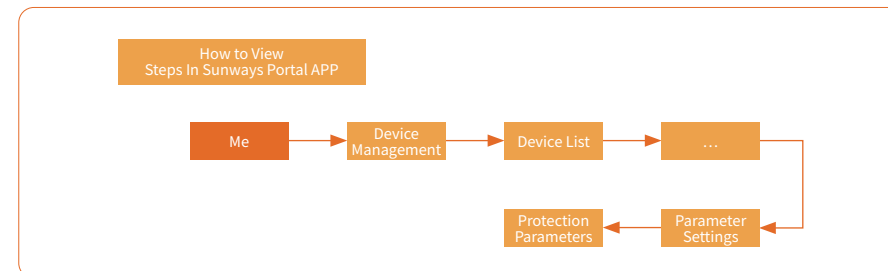 How to View
Steps In Sunways Portal APP
Me
Device
Management
Device List
...
Parameter
Settings
Protection
Parameters